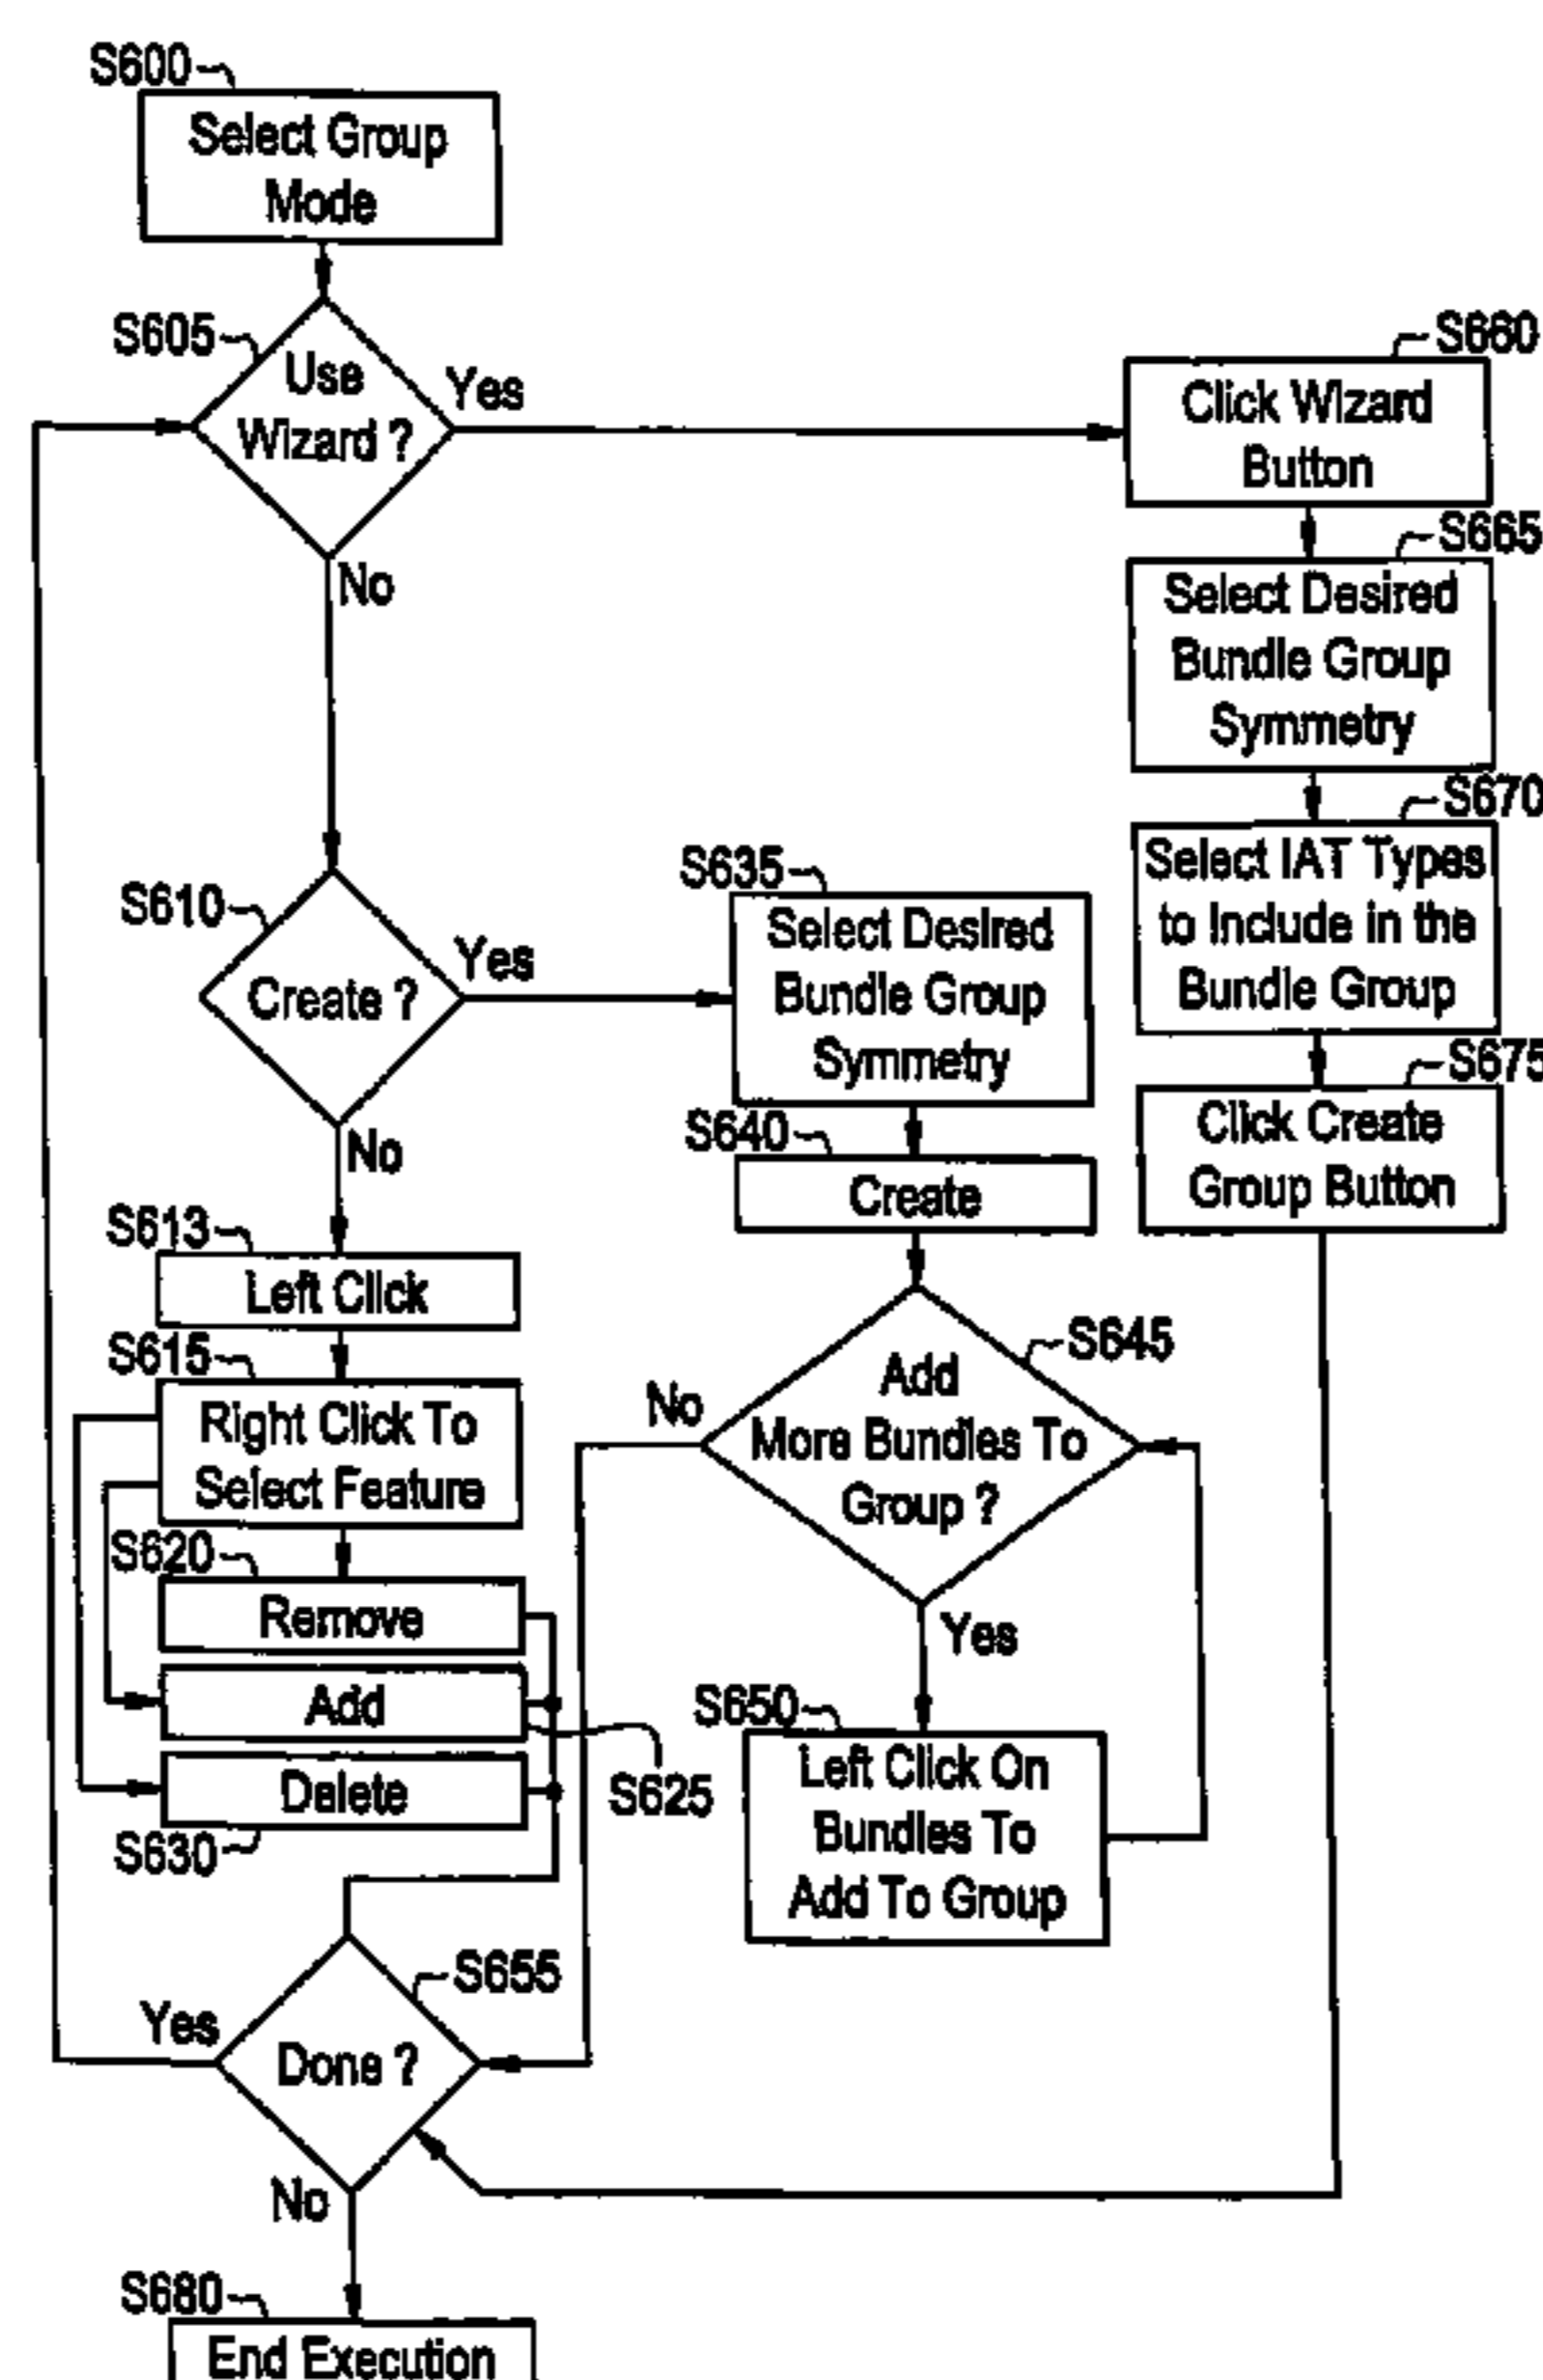 S600
Select Group
Mode
S605
Use
Wizard ?
Yes
No
S660
Click Wizard
Button
S665
Select Desired
Bundle Group
Symmetry
S670
Select IAT Types
to Include in the
Bundle Group
S675
Click Create
Group Button
S610
Create ?
Yes
No
S635
Select Desired
Bundle Group
Symmetry
S640
Create
S613
Left Click
S615
Right Click To
Select Feature
S620
Remove
Add
S625
Delete
S630
S645
Add
More Bundles To
Group ?
No
Yes
S650
Left Click On
Bundles To
Add To Group
S655
Done ?
Yes
No
S680
End Execution